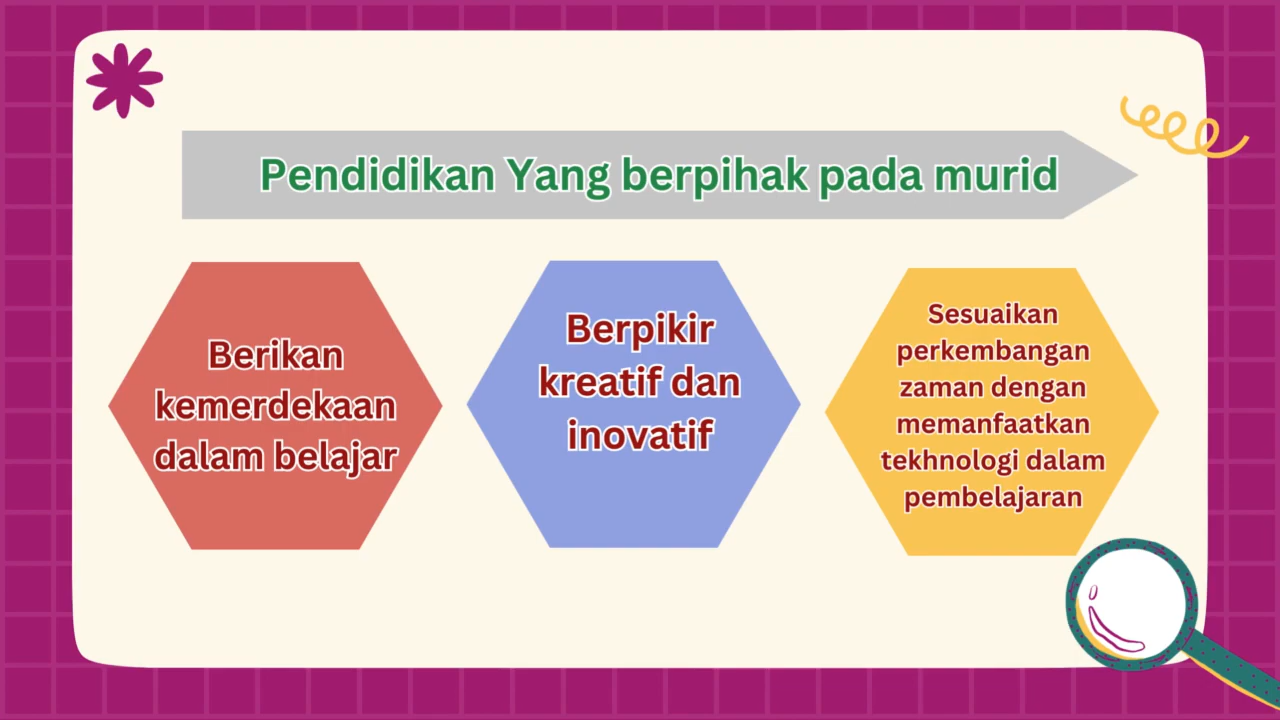 Pendidikan Yang berpihak pada murid
Berikan
kemerdekaan
dalam belajar
Berpikir
kreatif dan
inovatif
Sesuaikan
perkembangan
zaman dengan
memanfaatkan
tekhnologi dalam
pembelajaran